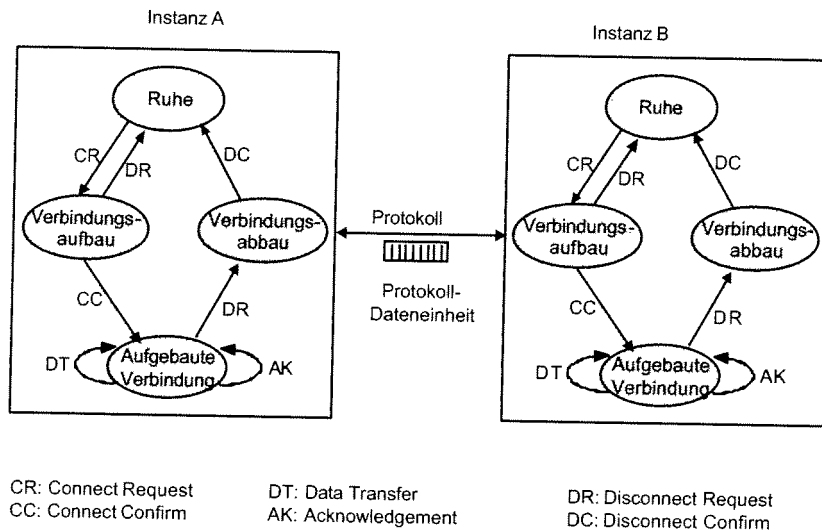 Instanz A
Instanz B
Ruhe
CR
DR
DC
Verbindungs-
aufbau
Verbindungs-
abbau
CC
DR
DT
Aufgebaute
Verbindung
AK
Protokoll
Protokoll-
Dateneinheit
Ruhe
CR
DR
DC
Verbindungs-
aufbau
Verbindungs-
abbau
CC
DR
DT
Aufgebaute
Verbindung
AK
CR: Connect Request
CC: Connect Confirm
DT: Data Transfer
AK: Acknowledgement
DR: Disconnect Request
DC: Disconnect Confirm